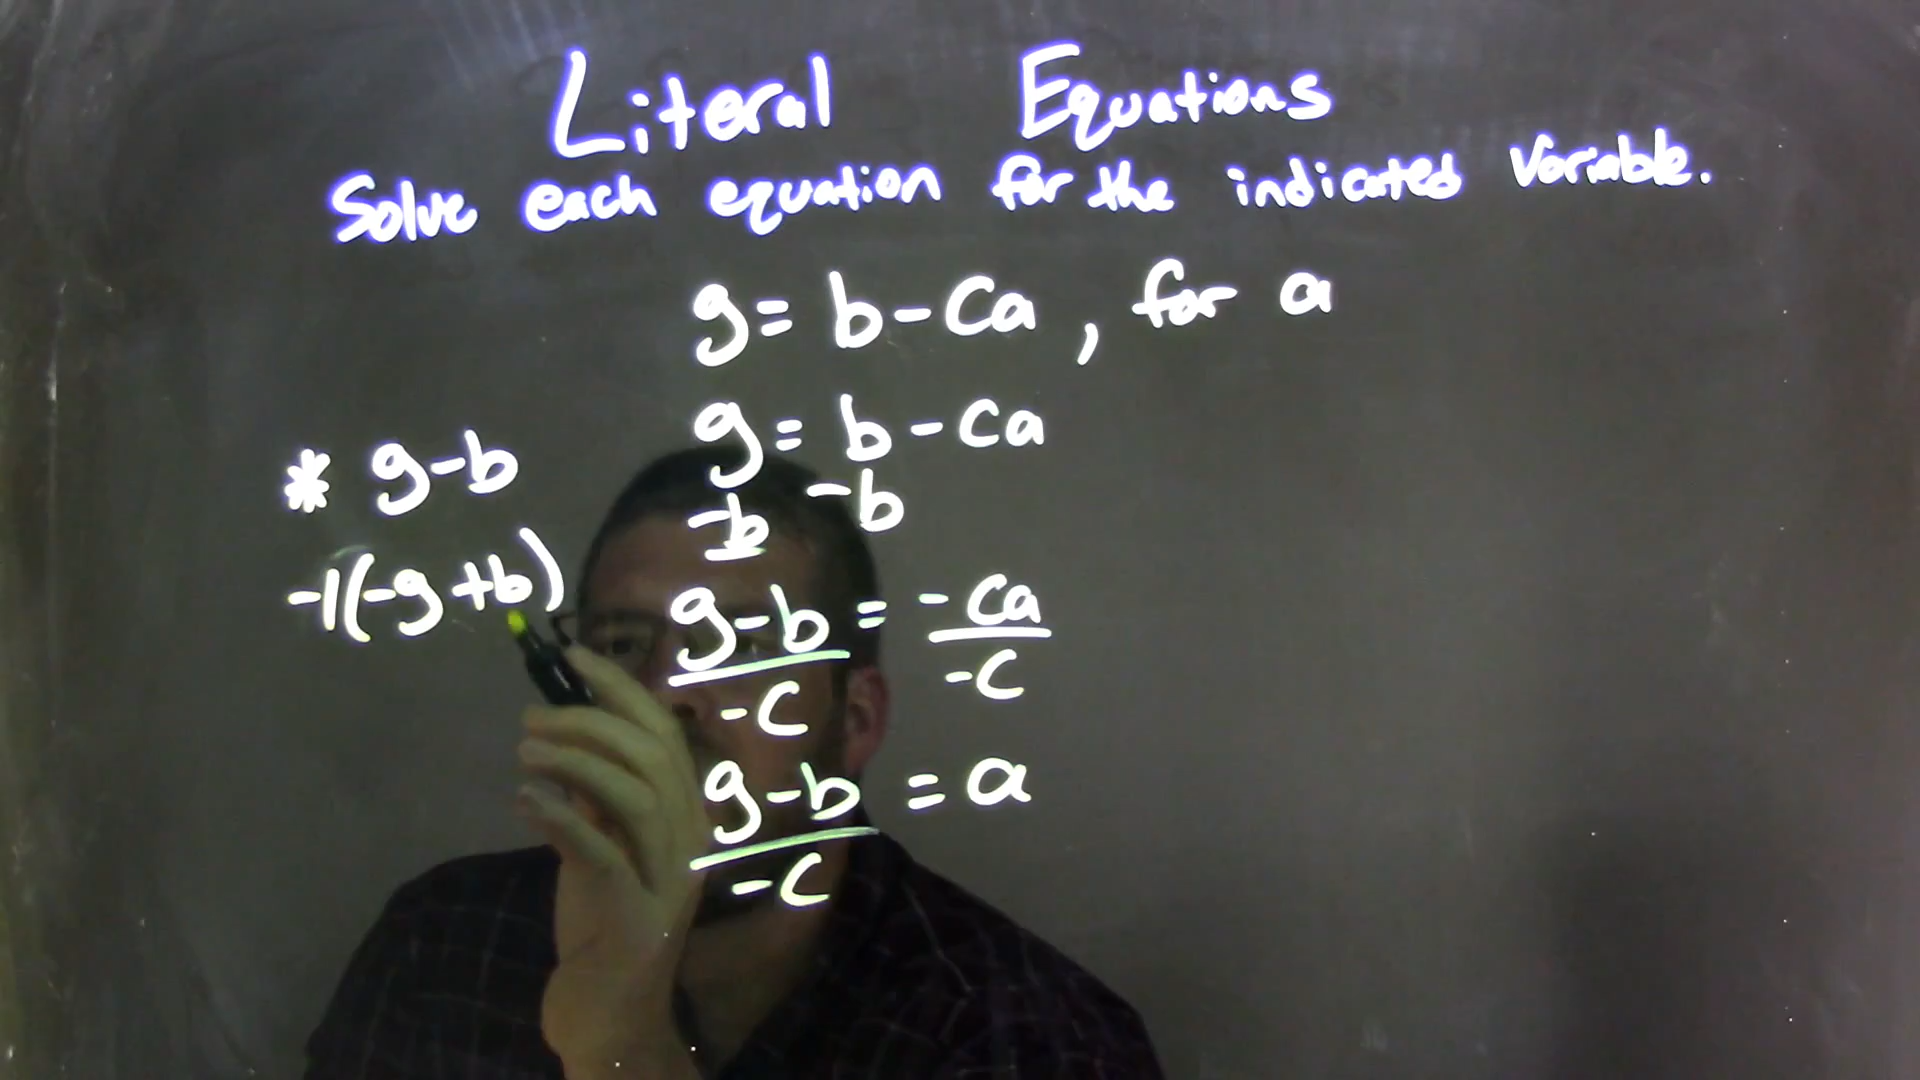 Literal Equations
Solve each equation for the indicated variable.
g = b - ca , for a
g = b - ca
-b -b
* g - b
-1(-g + b)
g - b = - ca
-c -c
g - b = a
-c